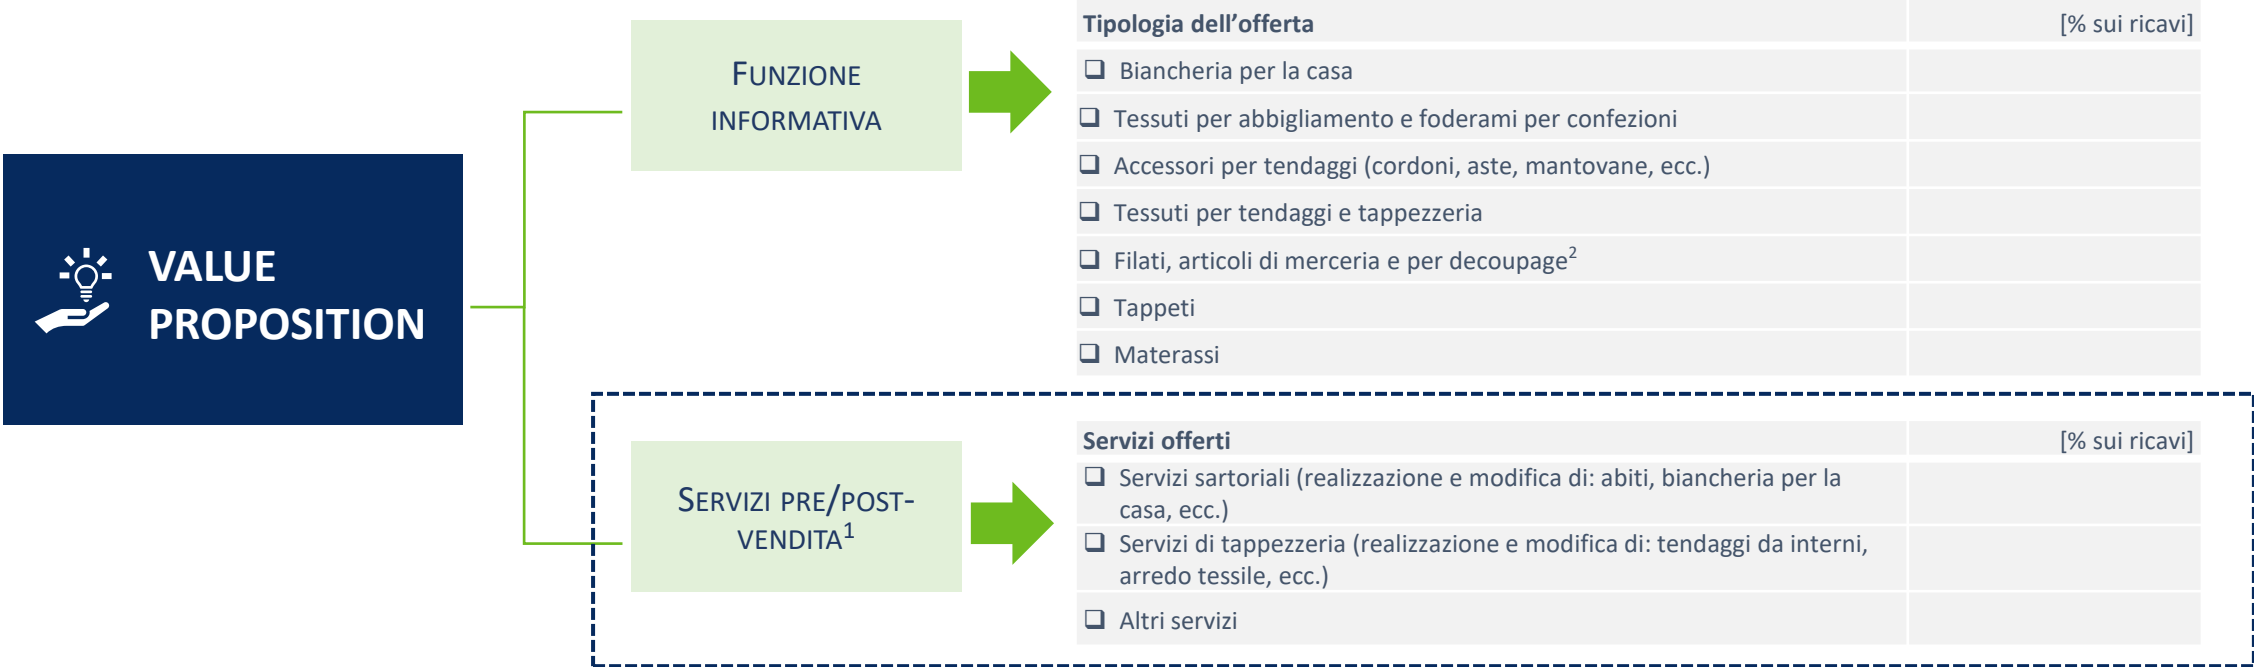 VALUE
PROPOSITION
FUNZIONE
INFORMATIVA
Tipologia dell'offerta [% sui ricavi]
❑ Biancheria per la casa
❑ Tessuti per abbigliamento e foderami per confezioni
❑ Accessori per tendaggi (cordoni, aste, mantovane, ecc.)
❑ Tessuti per tendaggi e tappezzeria
❑ Filati, articoli di merceria e per decoupage²
❑ Tappeti
❑ Materassi
SERVIZI PRE/POST-
VENDITA¹
Servizi offerti [% sui ricavi]
❑ Servizi sartoriali (realizzazione e modifica di: abiti, biancheria per la
casa, ecc.)
❑ Servizi di tappezzeria (realizzazione e modifica di: tendaggi da interni,
arredo tessile, ecc.)
❑ Altri servizi